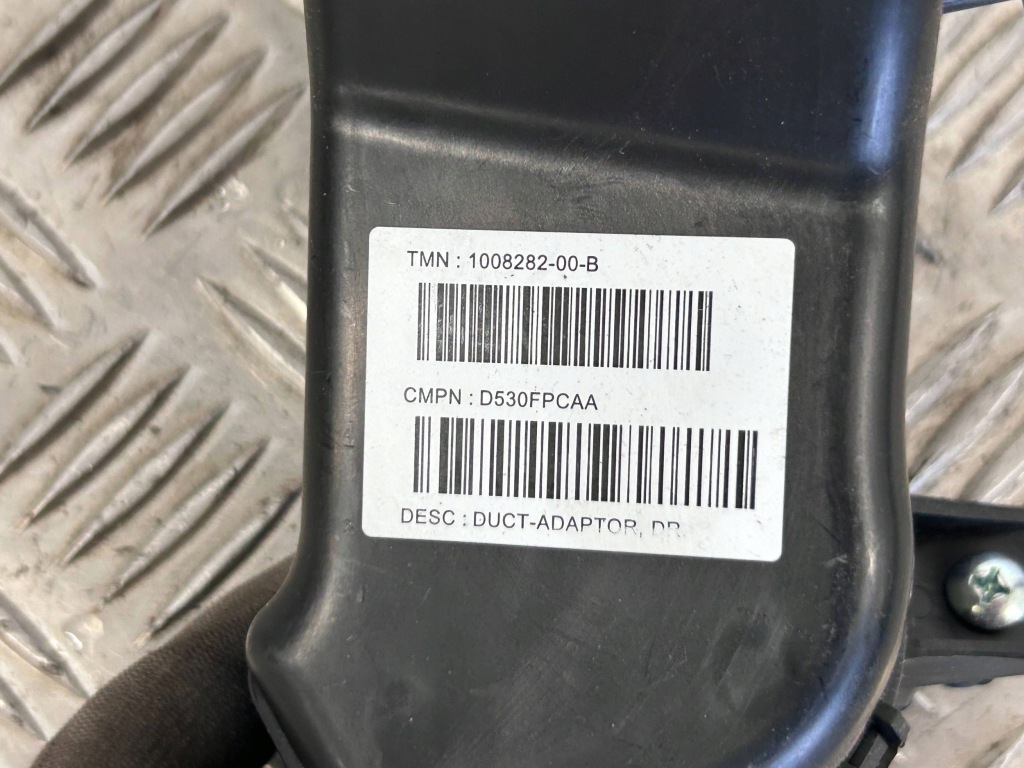 TMN : 1008282-00-B
CMPN : D530FPCAA
DESC : DUCT-ADAPTOR,